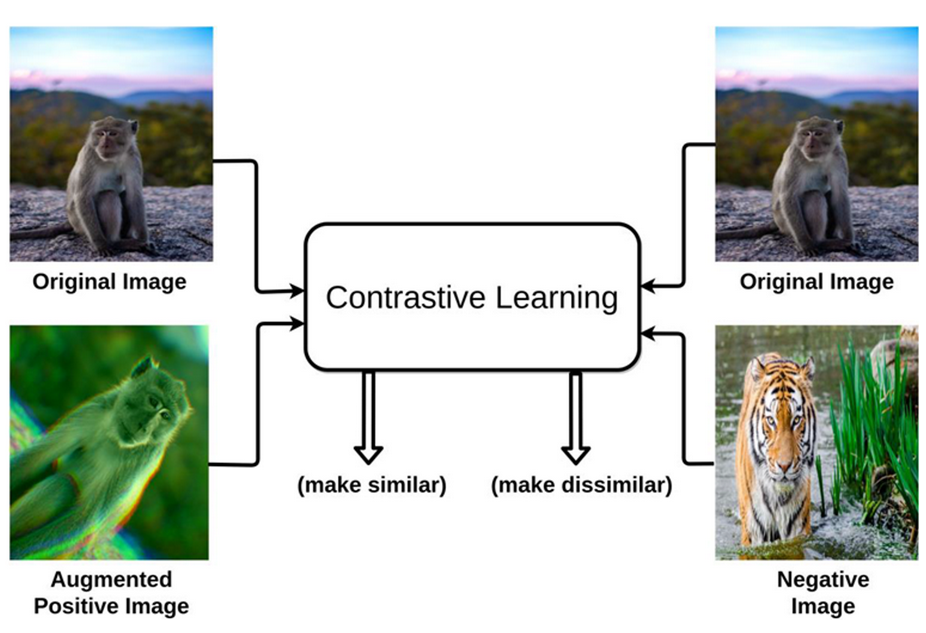 Original Image
Original Image
Contrastive Learning
(make similar)
(make dissimilar)
Augmented
Positive Image
Negative
Image